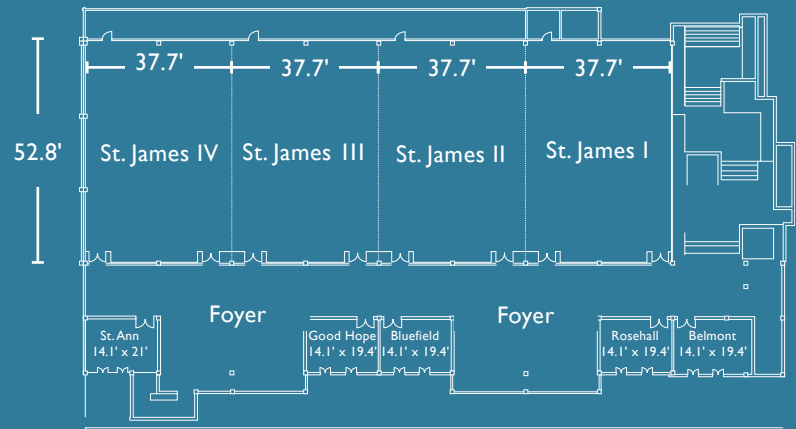 37.7'
37.7'
37.7'
37.7'
52.8'
St. James IV
St. James III
St. James II
St. James I
Foyer
Foyer
St. Ann
14.1' x 21'
Good Hope
14.1' x 19.4'
Bluefield
14.1' x 19.4'
Rosehall
14.1' x 19.4'
Belmont
14.1' x 19.4'